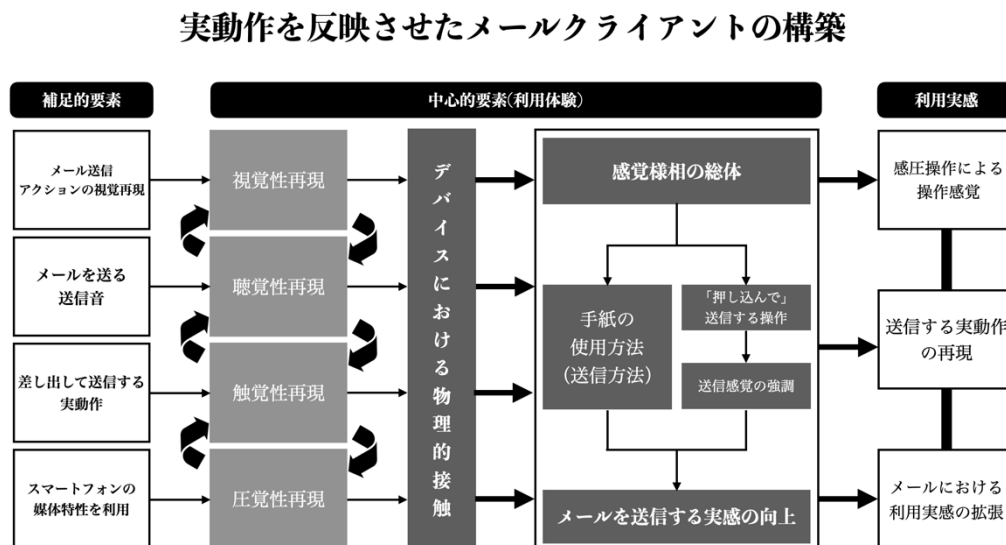 実動作を反映させたメールクライアントの構築
補足的要素
中心的要素(利用体験)
利用実感
メール送信
アクションの視覚再現
メールを送る
送信音
差し出して送信する
実動作
スマートフォンの
媒体特性を利用
視覚性再現
聴覚性再現
触覚性再現
圧覚性再現
デバイスにおける物理的接触
感覚様相の総体
手紙の
使用方法
(送信方法)
「押し込んで」
送信する操作
送信感覚の強調
メールを送信する実感の向上
感圧操作による
操作感覚
送信する実動作
の再現
メールにおける
利用実感の拡張